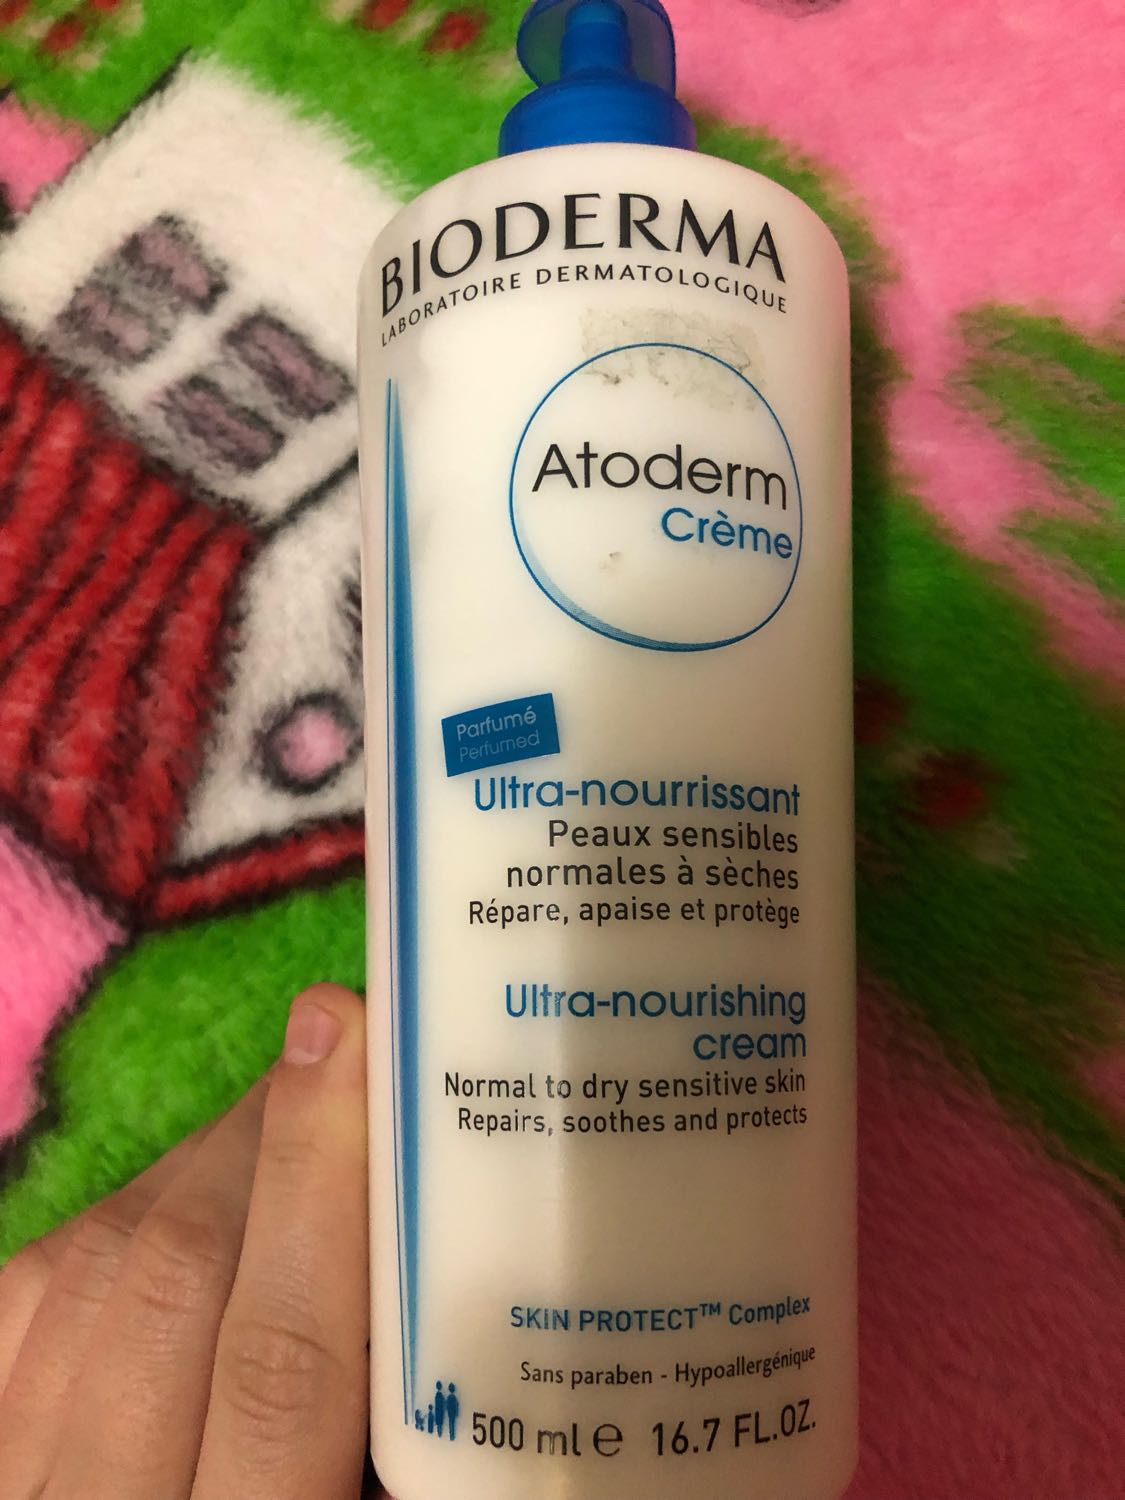 BIODERMA
LABORATOIRE DERMATOLOGIQUE
Atoderm
Crème
Parfumé
Perfumed
Ultra-nourrissant
Peaux sensibles
normales à sèches
Répare, apaise et protège
Ultra-nourishing
cream
Normal to dry sensitive skin
Repairs, soothes and protects
SKIN PROTECT™ Complex
Sans paraben - Hypoallergénique
500 ml e 16.7 FL.OZ.